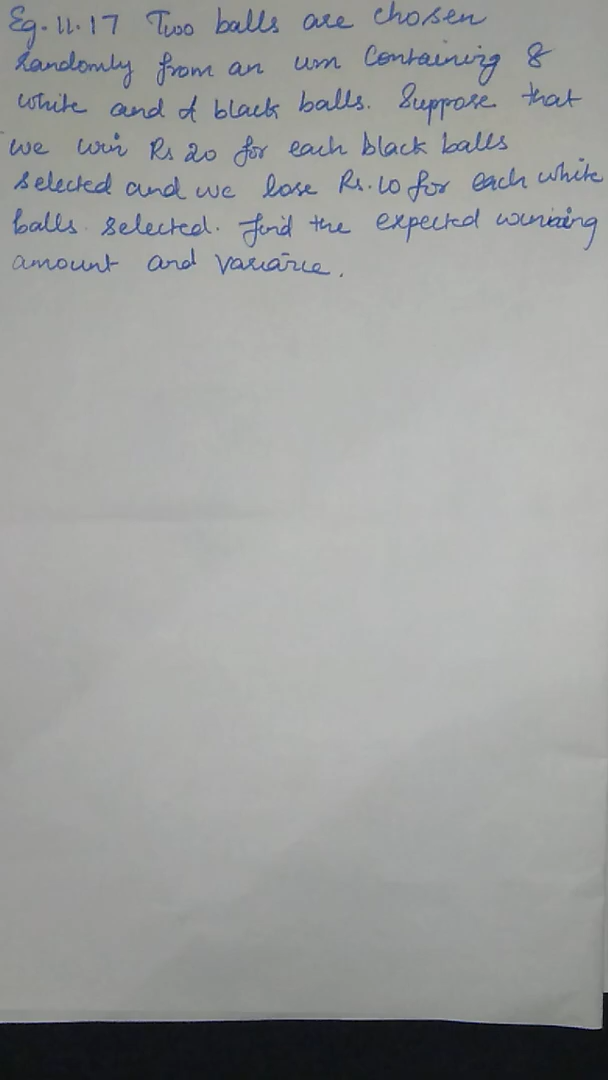 Eg. 11.17 Two balls are chosen
randomly from an urn Containing 8
white and 4 black balls. Suppose that
we win Rs 20 for each black balls
selected and we lose Rs.10 for each white
balls selected. find the expected winning
amount and variance.